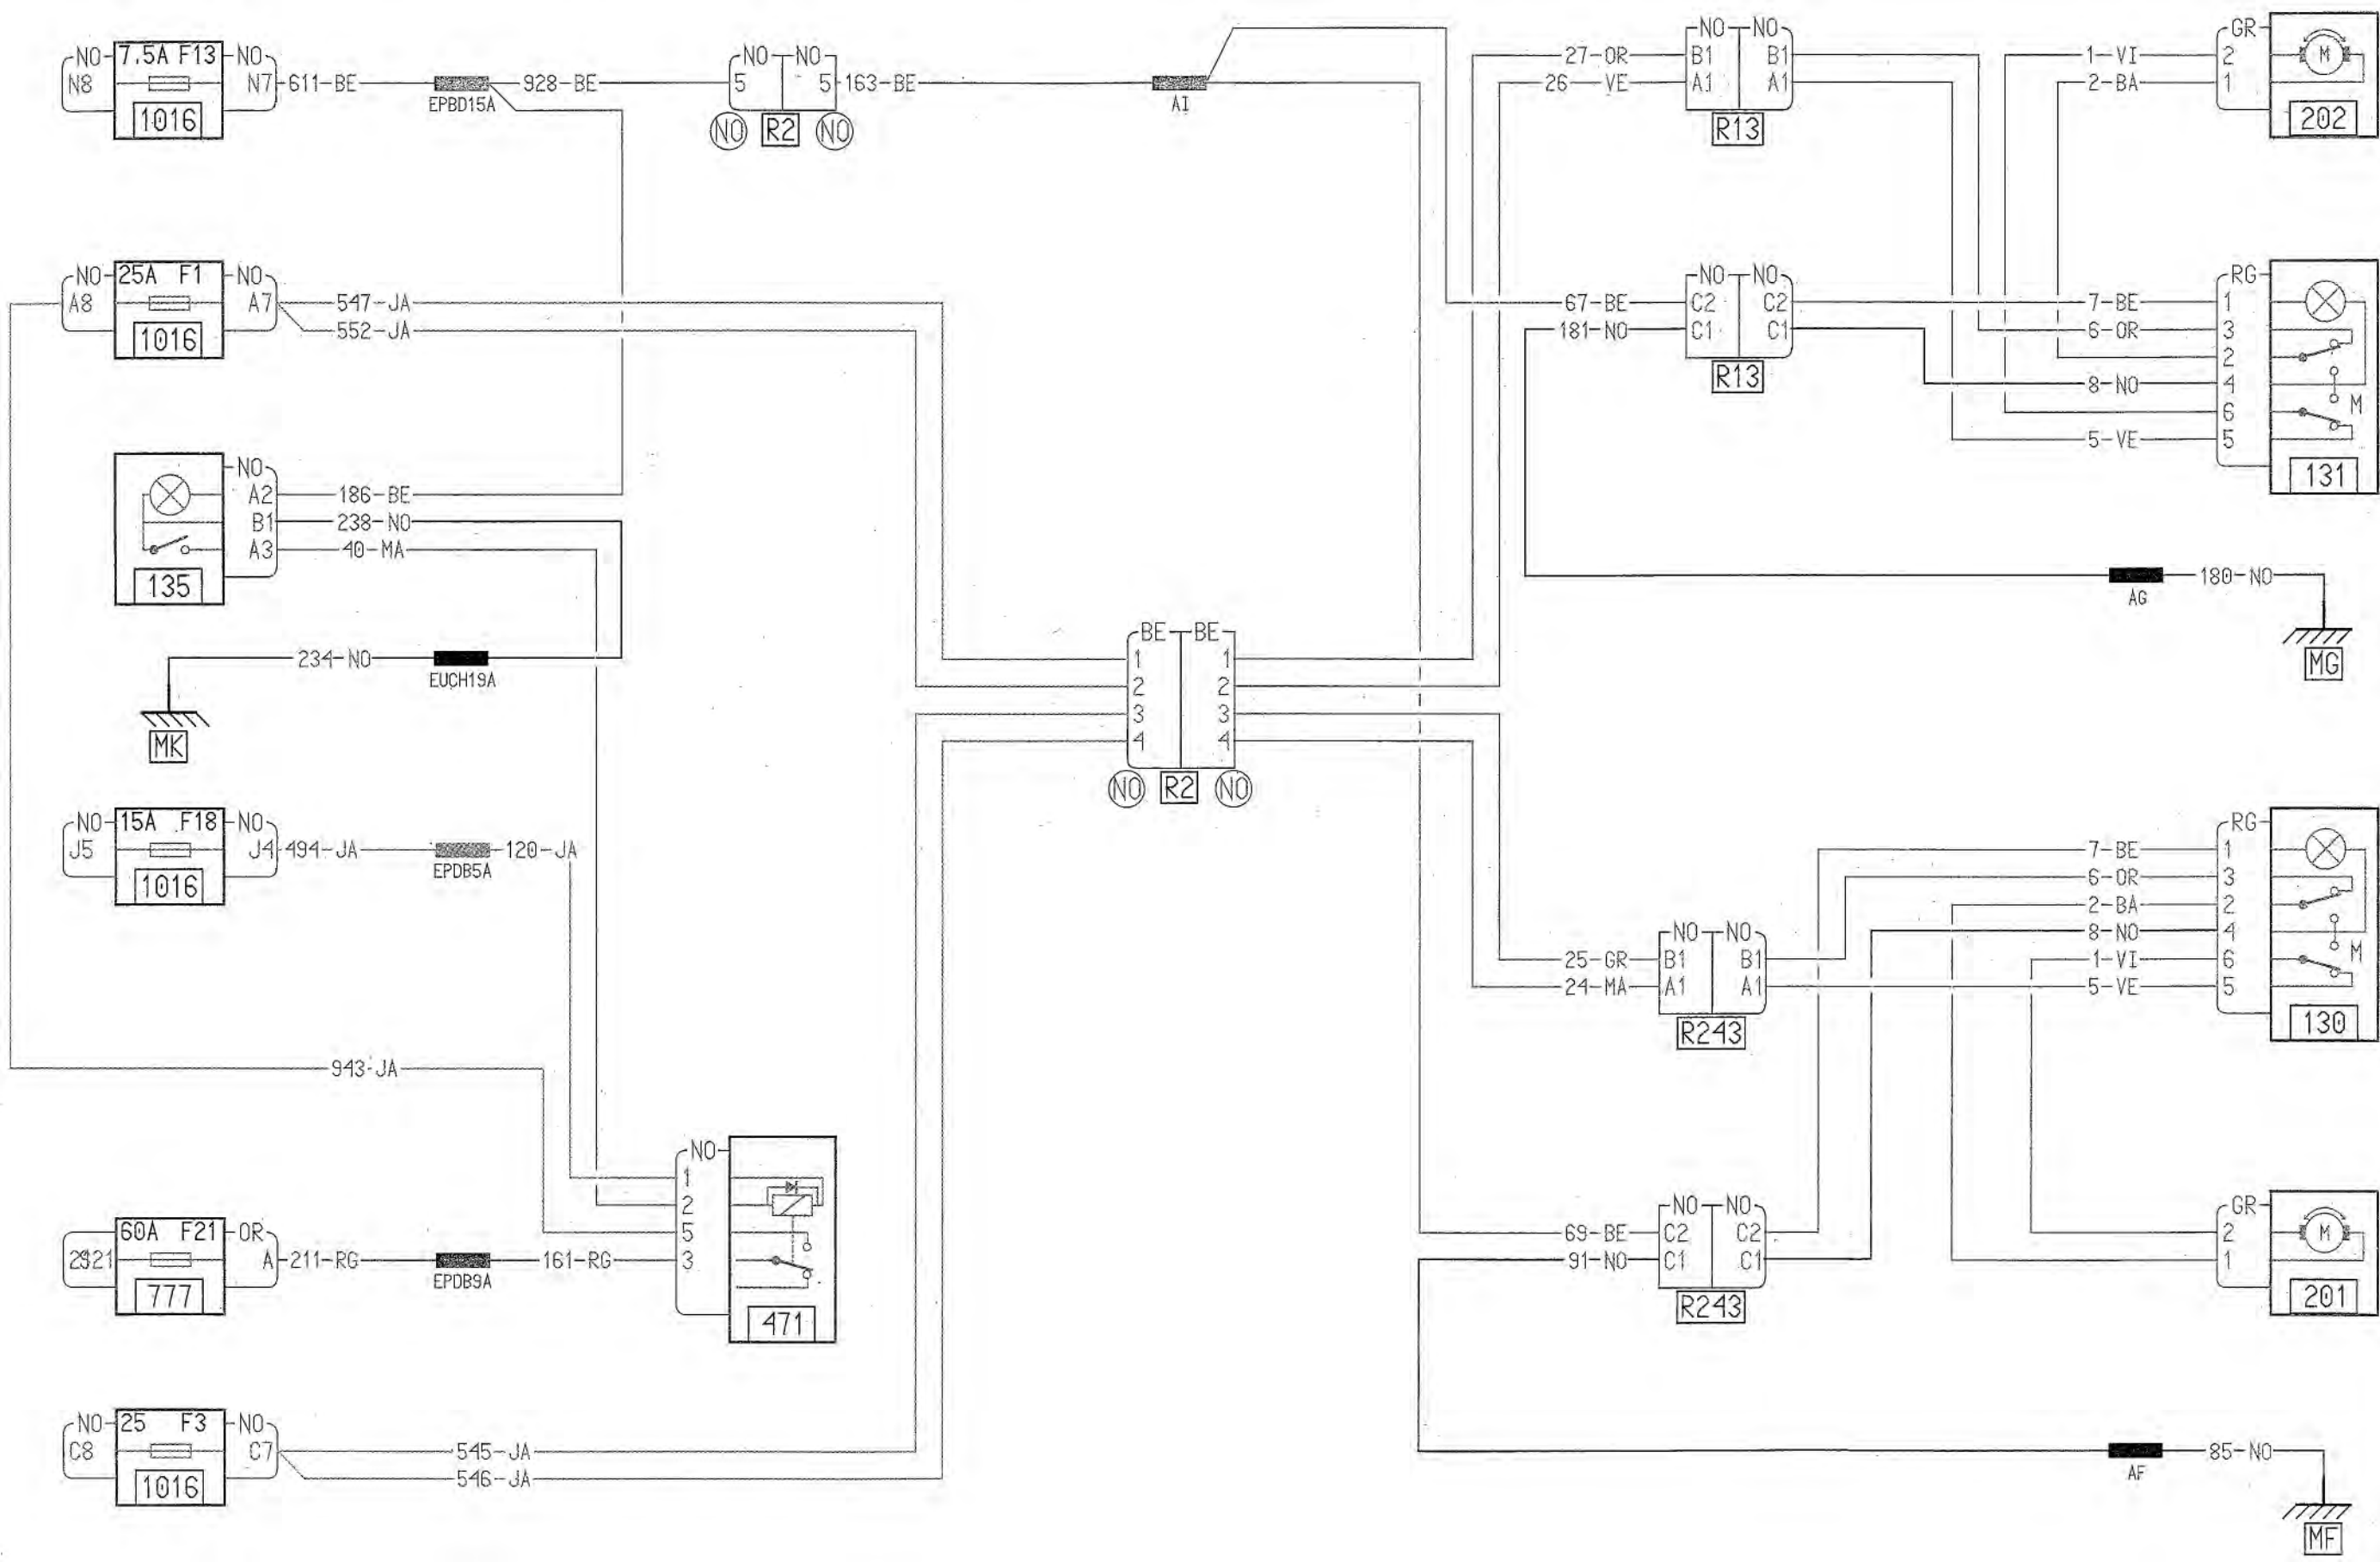 NO 7.5A F13 NO
N8 N7 611-BE 928-BE
1016
EPBD15A
NO NO
5 5 163-BE
NO R2 NO
AI
NO NO
27-OR B1 B1
26-VE A1 A1
R13
GR
1-VI 2 M
2-BA 1
202
NO 25A F1 NO
A8 A7 547-JA
552-JA
1016
NO NO
67-BE C2 C2
181-NO C1 C1
R13
RG
7-BE 1
6-OR 3
2
8-NO 4
6 M
5-VE 5
131
NO
A2 186-BE
B1 238-NO
A3 40-MA
135
234-NO
EUCH19A
MK
180-NO
AG
MG
BE BE
1 1
2 2
3 3
4 4
NO R2 NO
NO 15A F18 NO
J5 J4 494-JA 120-JA
1016
EPDB5A
RG
7-BE 1
6-OR 3
2-BA 2
8-NO 4
1-VI 6 M
5-VE 5
130
NO NO
25-GR B1 B1
24-MA A1 A1
R243
943-JA
NO
1
2
5
3
471
60A F21 OR
A 211-RG 161-RG
777
EPDB9A
NO NO
69-BE C2 C2
91-NO C1 C1
R243
GR
2 M
1
201
NO 25 F3 NO
C8 C7 545-JA
546-JA
1016
85-NO
AF
MF